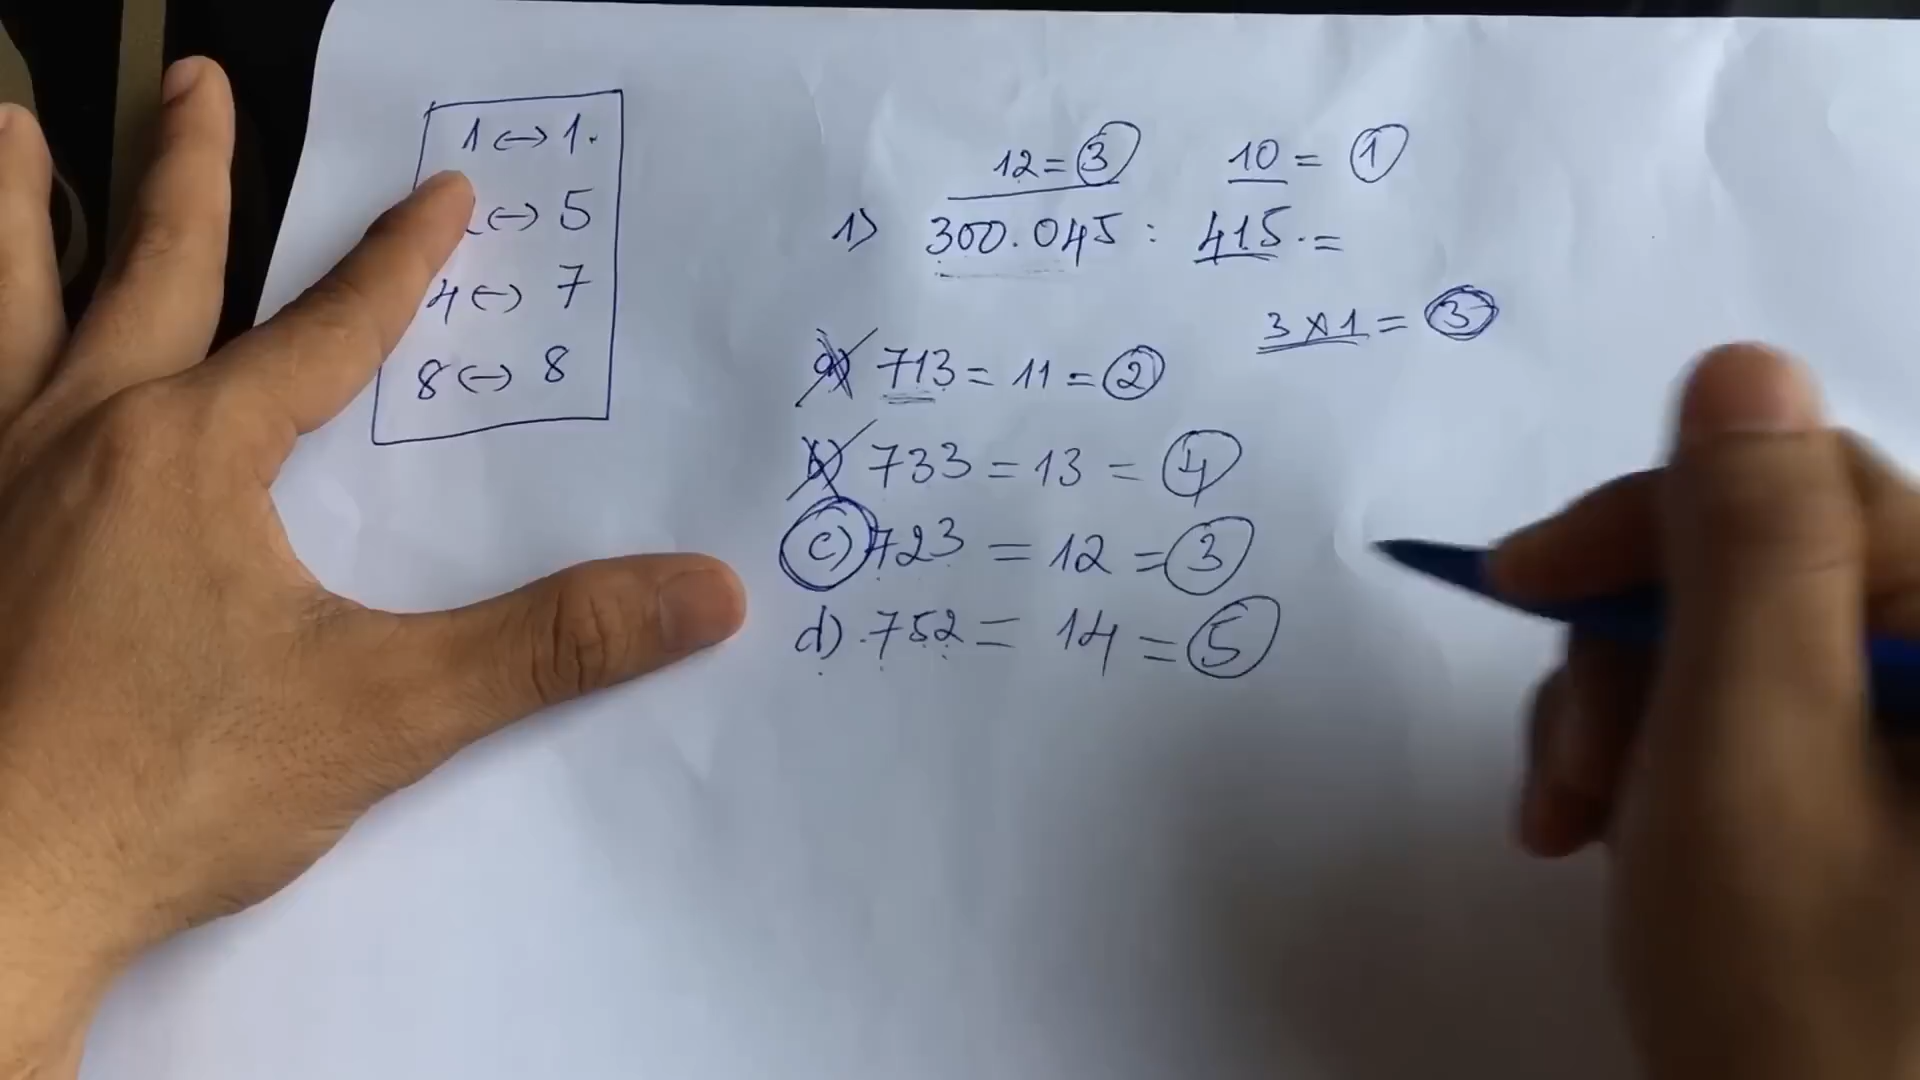 1 ↔ 1.
↔ 5
4 ↔ 7
8 ↔ 8
12 = 3 10 = 1
1) 300.045 : 415 . =
3 x 1 = 3
a) 713 = 11 = 2
b) 733 = 13 = 4
c) 723 = 12 = 3
d) 752 = 14 = 5